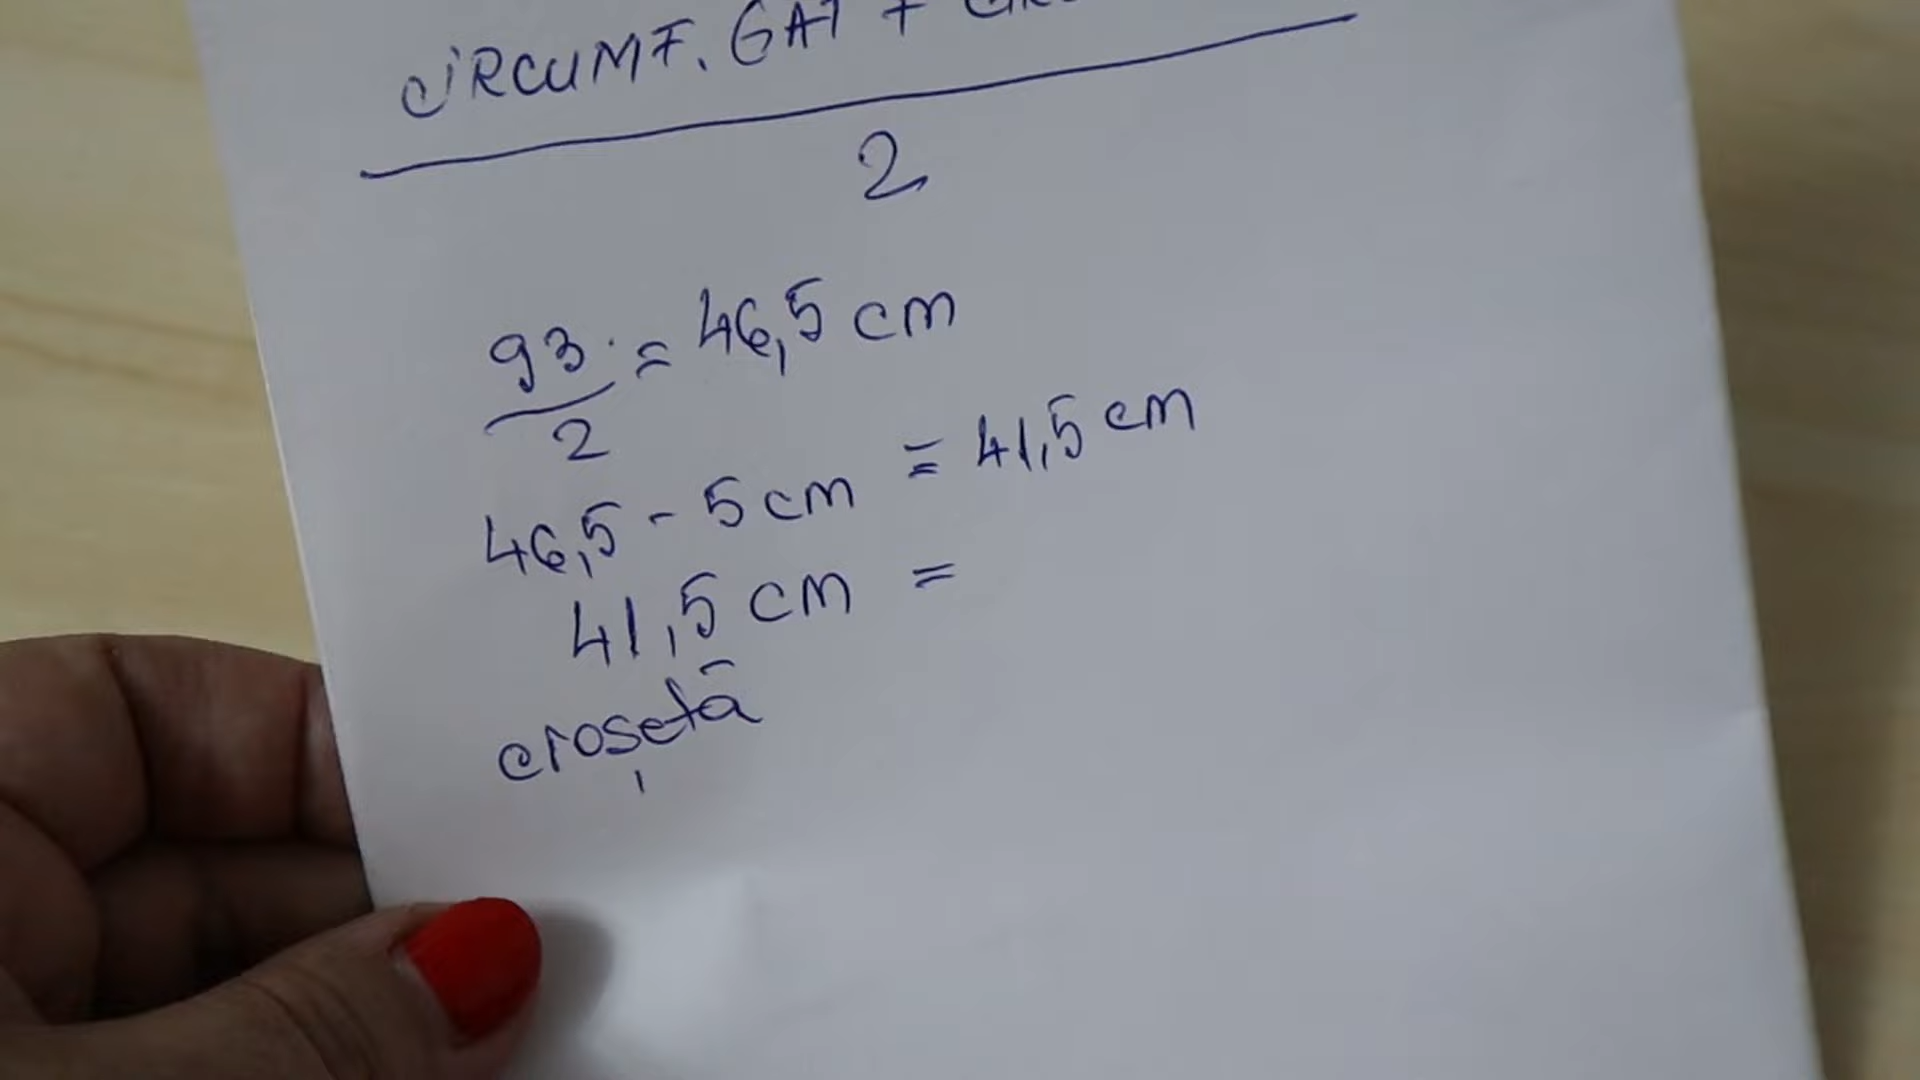 CIRCUMF. GAT +
2
93 = 46,5 cm
2
46,5 - 5 cm = 41,5 cm
41,5 cm =
croșetă